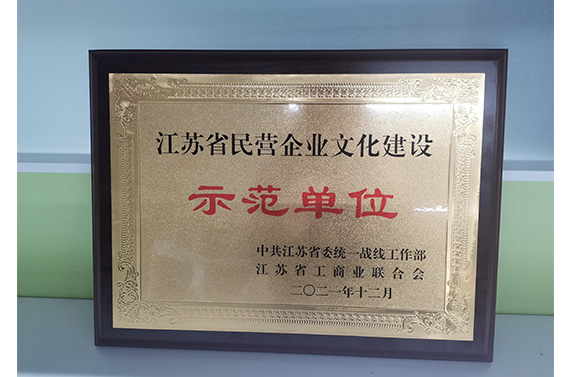 江苏省民营企业文化建设
示范单位
中共江苏省委统一战线工作部
江苏省工商业联合会
二〇二一年十二月